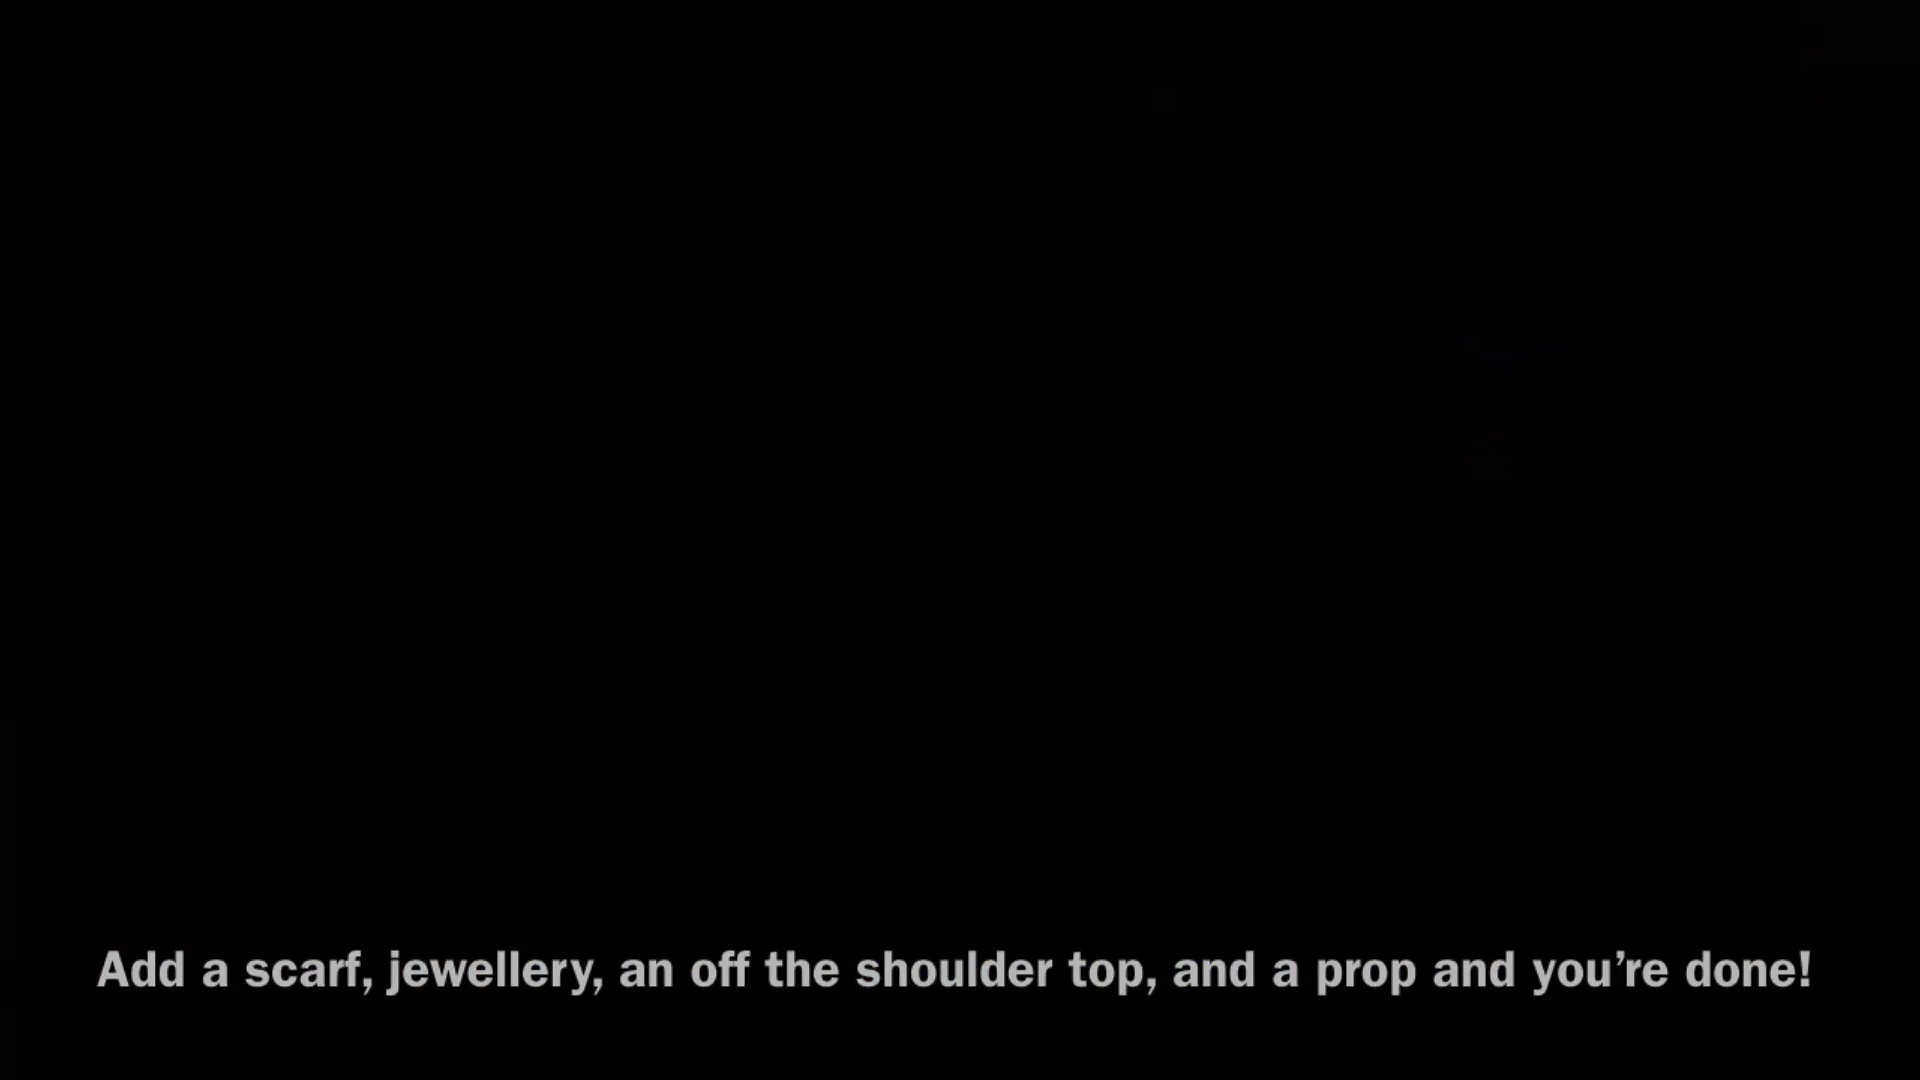 Add a scarf, jewellery, an off the shoulder top, and a prop and you’re done!